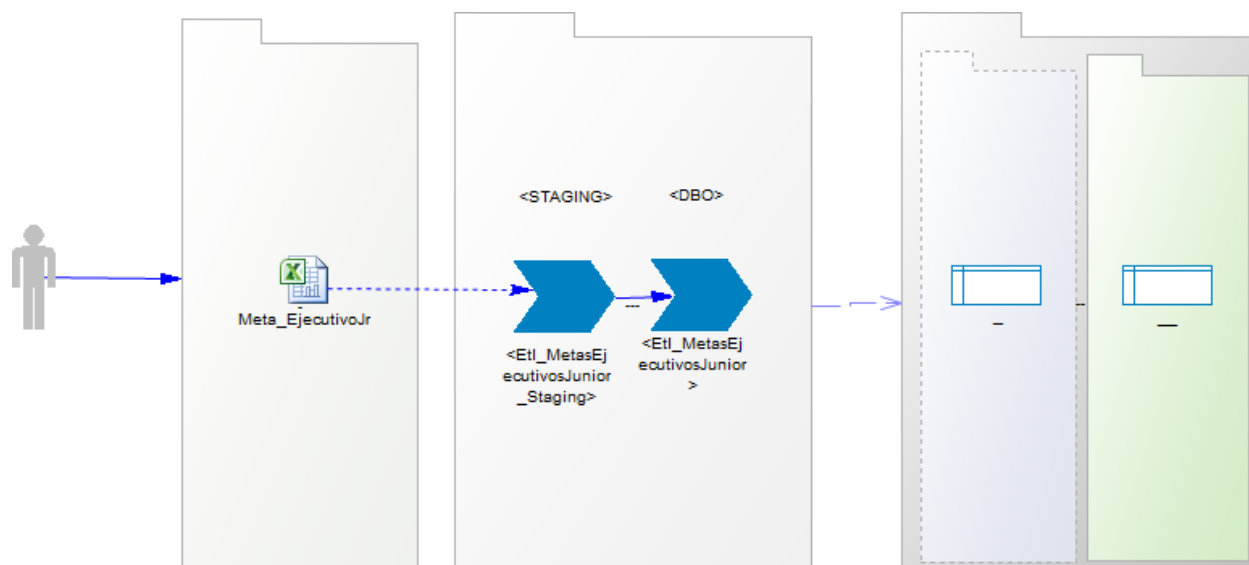 <STAGING>
<DBO>
Meta_EjecutivoJr
<Etl_MetasEj
ecutivosJunior
_Staging>
<Etl_MetasEj
ecutivosJunior
>